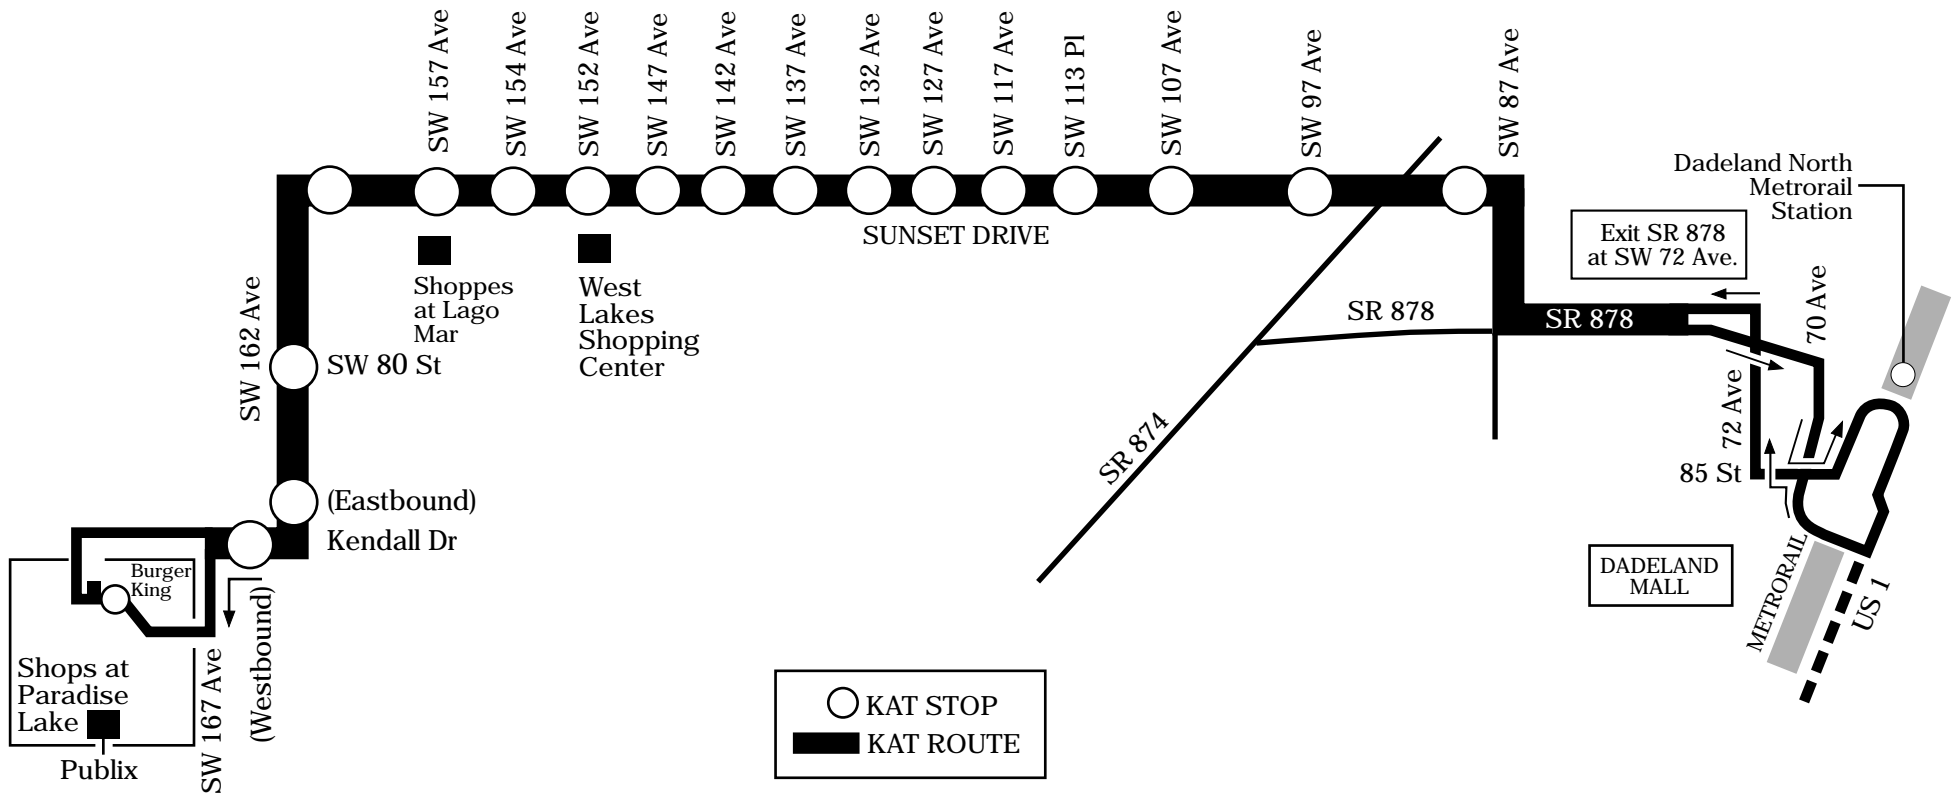 SW 157 Ave
SW 154 Ave
SW 152 Ave
SW 147 Ave
SW 142 Ave
SW 137 Ave
SW 132 Ave
SW 127 Ave
SW 117 Ave
SW 113 Pl
SW 107 Ave
SW 97 Ave
SW 87 Ave
Dadeland North
Metrorail
Station
SUNSET DRIVE
Exit SR 878
at SW 72 Ave.
Shoppes
at Lago
Mar
West
Lakes
Shopping
Center
SW 162 Ave
SW 80 St
SR 878
SR 878
70 Ave
72 Ave
SR 874
85 St
(Eastbound)
Kendall Dr
Burger
King
(Westbound)
DADELAND
MALL
METRORAIL
US 1
Shops at
Paradise
Lake
SW 167 Ave
Publix
KAT STOP
KAT ROUTE